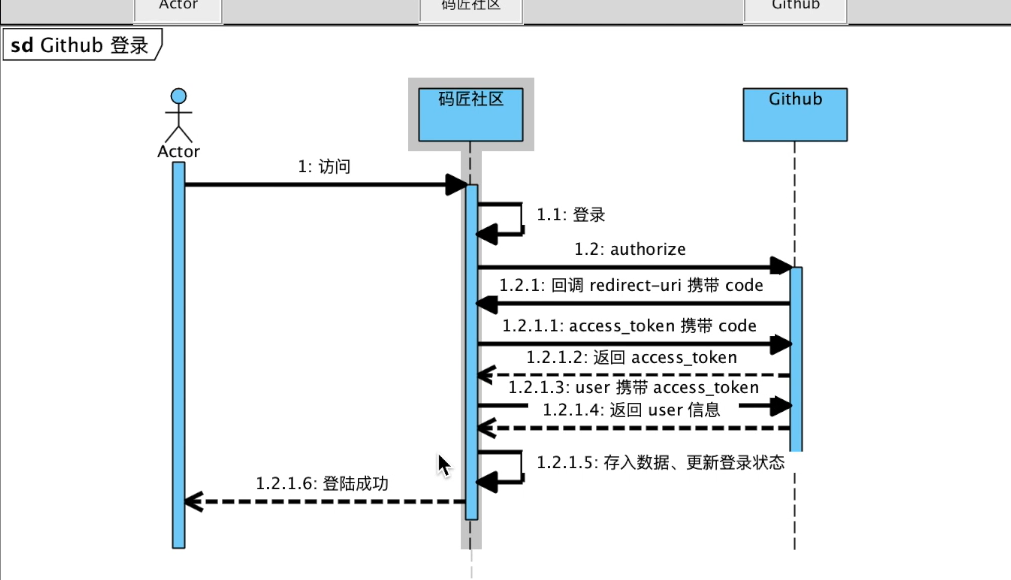 Actor
码匠社区
Github
sd Github 登录
码匠社区
Github
Actor
1: 访问
1.1: 登录
1.2: authorize
1.2.1: 回调 redirect-uri 携带 code
1.2.1.1: access_token 携带 code
1.2.1.2: 返回 access_token
1.2.1.3: user 携带 access_token
1.2.1.4: 返回 user 信息
1.2.1.5: 存入数据、更新登录状态
1.2.1.6: 登陆成功